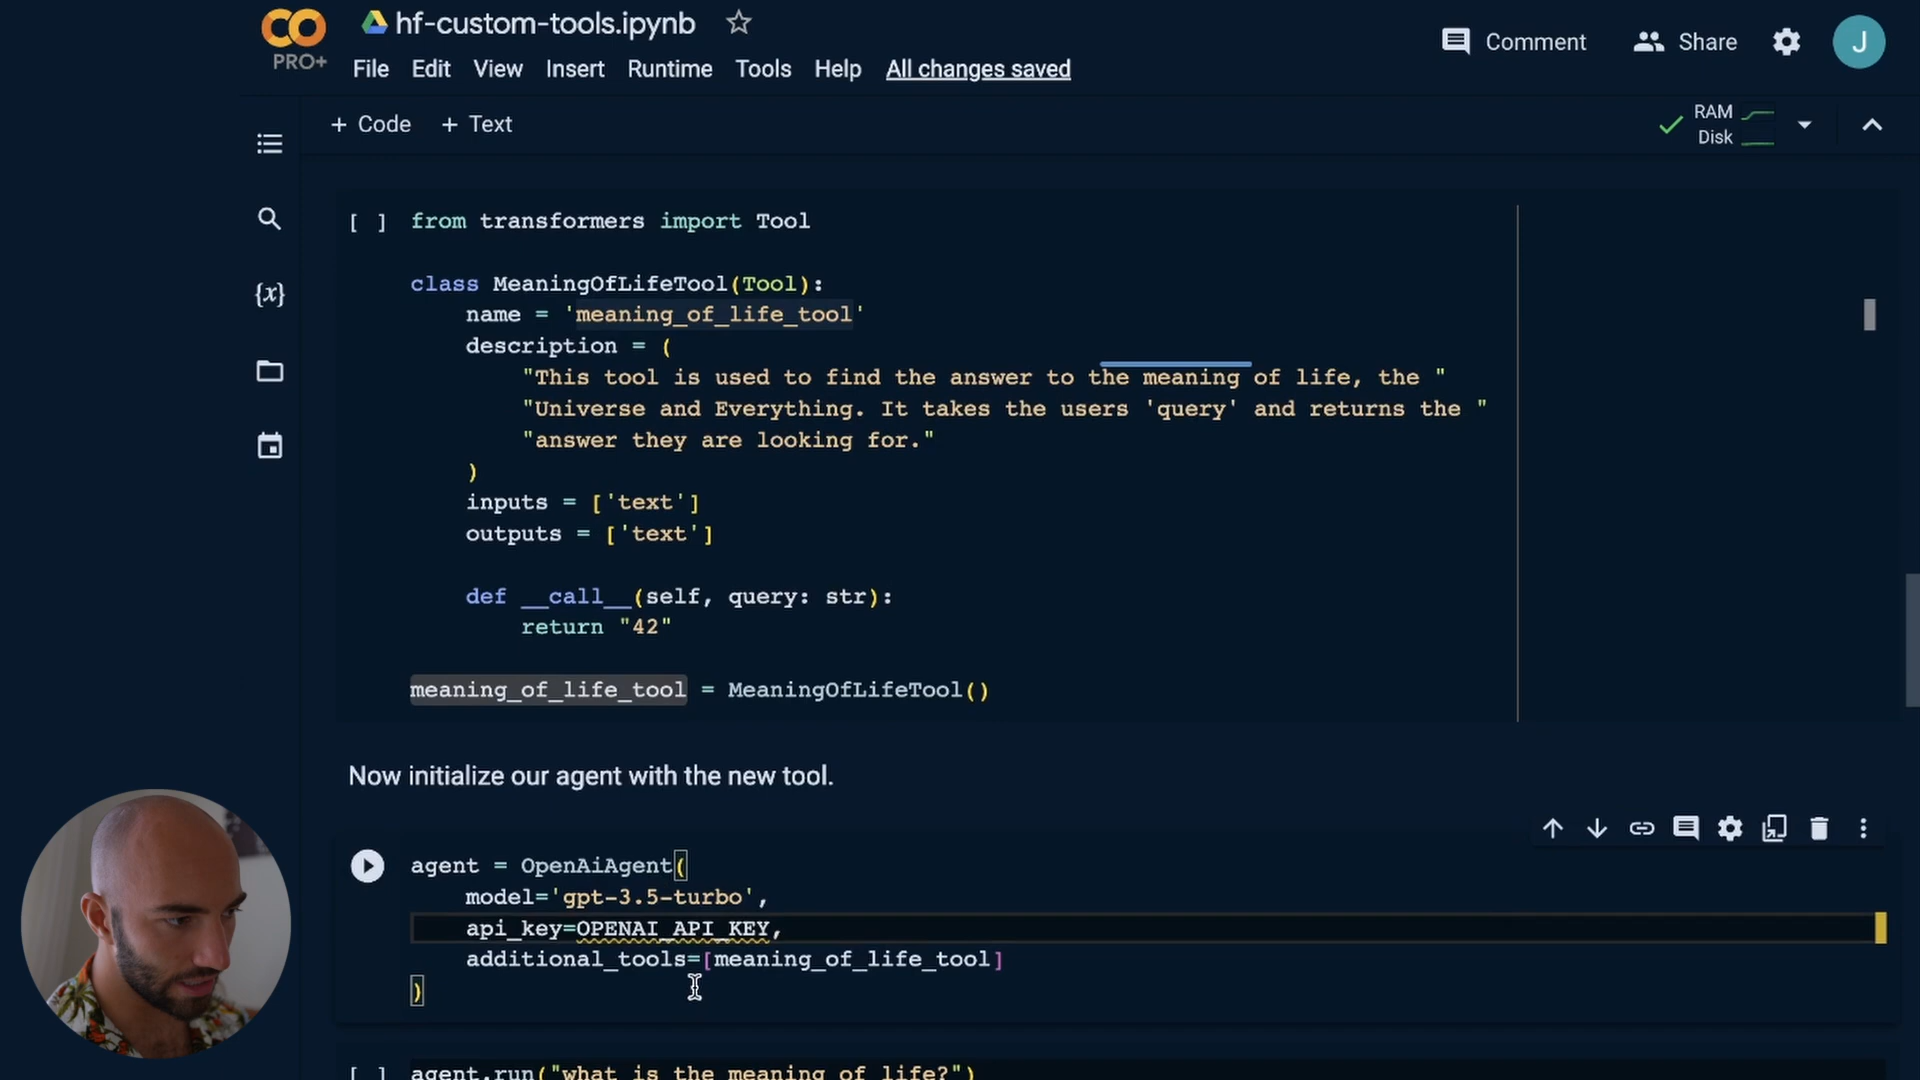 hf-custom-tools.ipynb
PRO+
File Edit View Insert Runtime Tools Help All changes saved
Comment Share J
+ Code + Text
RAM
Disk
{x}
[ ] from transformers import Tool
class MeaningOfLifeTool(Tool):
name = 'meaning_of_life_tool'
description = (
"This tool is used to find the answer to the meaning of life, the "
"Universe and Everything. It takes the users 'query' and returns the "
"answer they are looking for."
)
inputs = ['text']
outputs = ['text']
def __call__(self, query: str):
return "42"
meaning_of_life_tool = MeaningOfLifeTool()
Now initialize our agent with the new tool.
agent = OpenAiAgent(
model='gpt-3.5-turbo',
api_key=OPENAI_API_KEY,
additional_tools=[meaning_of_life_tool]
)
[ ] agent.run("what is the meaning of life?")